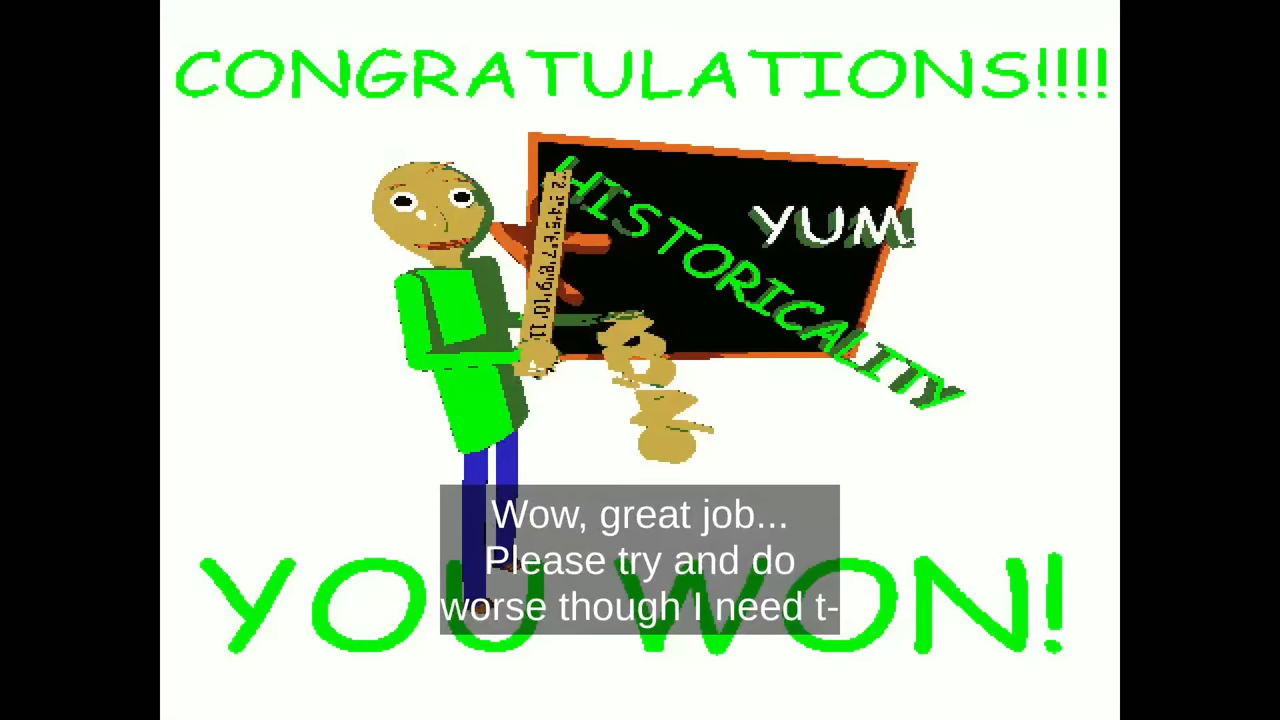 CONGRATULATIONS!!!!
HISTORICALITY
YUM!
Wow, great job...
Please try and do
worse though I need t-
YOU WON!